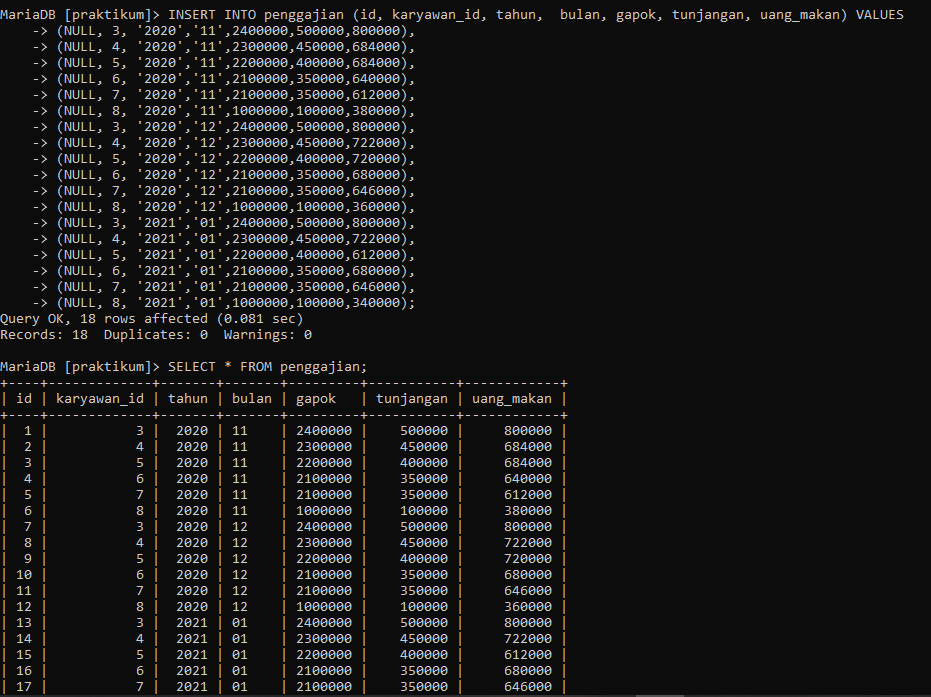 MariaDB [praktikum]> INSERT INTO penggajian (id, karyawan_id, tahun,  bulan, gapok, tunjangan, uang_makan) VALUES
    -> (NULL, 3, '2020','11',2400000,500000,800000),
    -> (NULL, 4, '2020','11',2300000,450000,684000),
    -> (NULL, 5, '2020','11',2200000,400000,684000),
    -> (NULL, 6, '2020','11',2100000,350000,640000),
    -> (NULL, 7, '2020','11',2100000,350000,612000),
    -> (NULL, 8, '2020','11',1000000,100000,380000),
    -> (NULL, 3, '2020','12',2400000,500000,800000),
    -> (NULL, 4, '2020','12',2300000,450000,722000),
    -> (NULL, 5, '2020','12',2200000,400000,720000),
    -> (NULL, 6, '2020','12',2100000,350000,680000),
    -> (NULL, 7, '2020','12',2100000,350000,646000),
    -> (NULL, 8, '2020','12',1000000,100000,360000),
    -> (NULL, 3, '2021','01',2400000,500000,800000),
    -> (NULL, 4, '2021','01',2300000,450000,722000),
    -> (NULL, 5, '2021','01',2200000,400000,612000),
    -> (NULL, 6, '2021','01',2100000,350000,680000),
    -> (NULL, 7, '2021','01',2100000,350000,646000),
    -> (NULL, 8, '2021','01',1000000,100000,340000);
Query OK, 18 rows affected (0.081 sec)
Records: 18  Duplicates: 0  Warnings: 0
MariaDB [praktikum]> SELECT * FROM penggajian;
+----+-------------+-------+-------+---------+-----------+------------+
| id | karyawan_id | tahun | bulan | gapok   | tunjangan | uang_makan |
+----+-------------+-------+-------+---------+-----------+------------+
|  1 |           3 |  2020 | 11    | 2400000 |    500000 |     800000 |
|  2 |           4 |  2020 | 11    | 2300000 |    450000 |     684000 |
|  3 |           5 |  2020 | 11    | 2200000 |    400000 |     684000 |
|  4 |           6 |  2020 | 11    | 2100000 |    350000 |     640000 |
|  5 |           7 |  2020 | 11    | 2100000 |    350000 |     612000 |
|  6 |           8 |  2020 | 11    | 1000000 |    100000 |     380000 |
|  7 |           3 |  2020 | 12    | 2400000 |    500000 |     800000 |
|  8 |           4 |  2020 | 12    | 2300000 |    450000 |     722000 |
|  9 |           5 |  2020 | 12    | 2200000 |    400000 |     720000 |
| 10 |           6 |  2020 | 12    | 2100000 |    350000 |     680000 |
| 11 |           7 |  2020 | 12    | 2100000 |    350000 |     646000 |
| 12 |           8 |  2020 | 12    | 1000000 |    100000 |     360000 |
| 13 |           3 |  2021 | 01    | 2400000 |    500000 |     800000 |
| 14 |           4 |  2021 | 01    | 2300000 |    450000 |     722000 |
| 15 |           5 |  2021 | 01    | 2200000 |    400000 |     612000 |
| 16 |           6 |  2021 | 01    | 2100000 |    350000 |     680000 |
| 17 |           7 |  2021 | 01    | 2100000 |    350000 |     646000 |